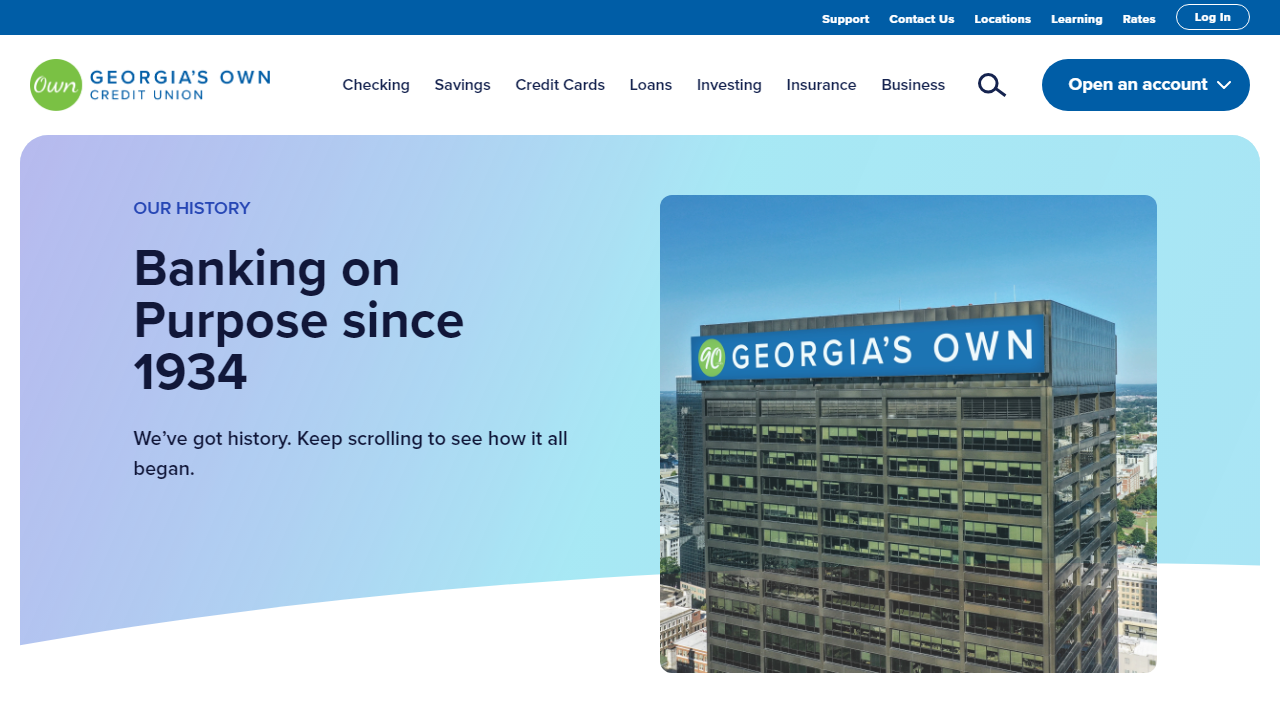 Support Contact Us Locations Learning Rates Log In
Own GEORGIA'S OWN
CREDIT UNION
Checking Savings Credit Cards Loans Investing Insurance Business
Open an account
OUR HISTORY
Banking on
Purpose since
1934
We’ve got history. Keep scrolling to see how it all
began.
90 GEORGIA'S OWN